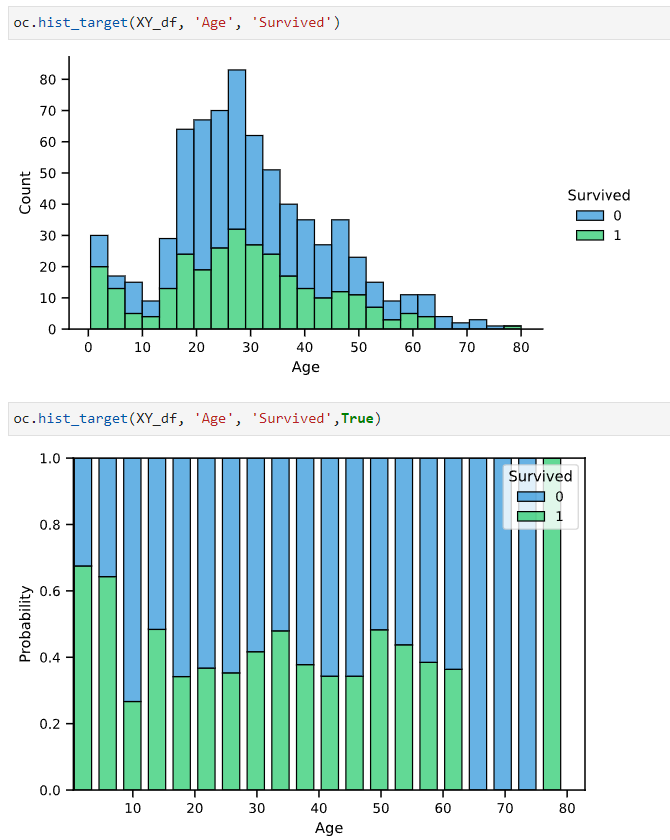 oc.hist_target(XY_df, 'Age', 'Survived')
80
70
60
50
40
30
20
10
0
Count
0 10 20 30 40 50 60 70 80
Age
Survived
0
1
oc.hist_target(XY_df, 'Age', 'Survived',True)
1.0
0.8
0.6
0.4
0.2
0.0
Probability
10 20 30 40 50 60 70 80
Age
Survived
0
1